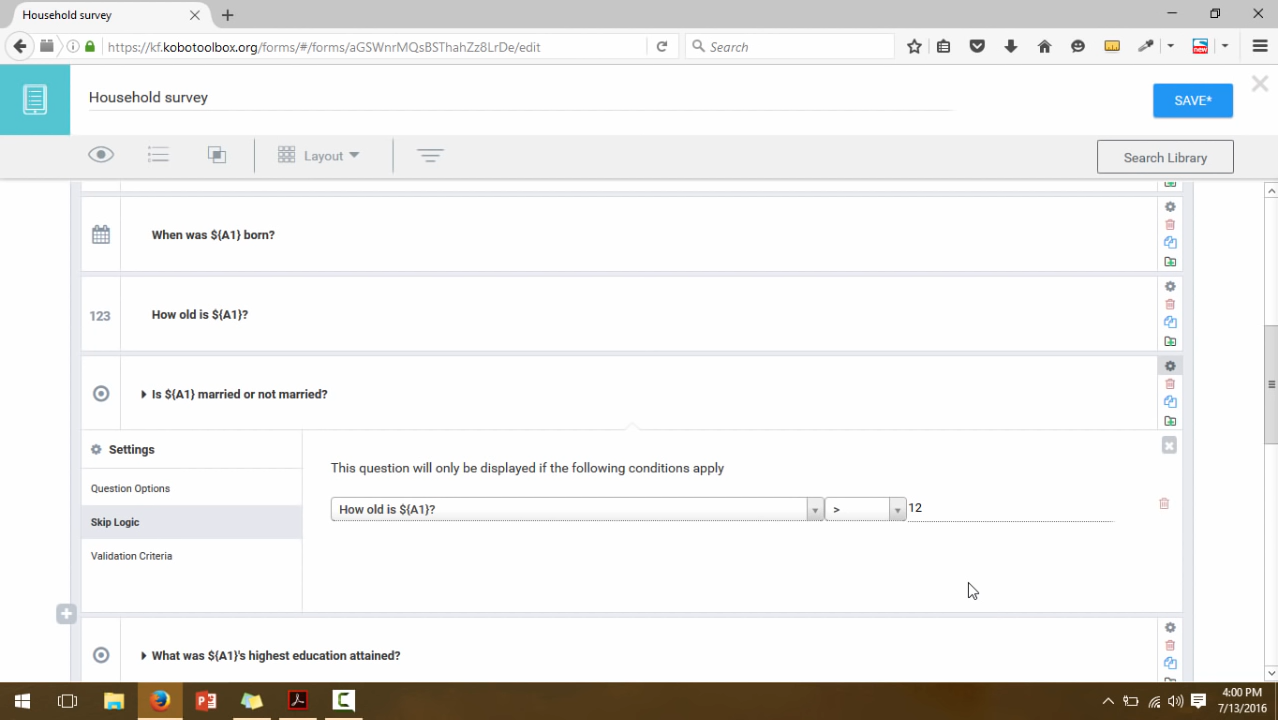 Household survey
https://kf.kobotoolbox.org/forms/#/forms/aGSWnrMQsBSThahZz8LrDe/edit
Search
new
Household survey
SAVE*
Layout
Search Library
When was ${A1} born?
123
How old is ${A1}?
Is ${A1} married or not married?
Settings
Question Options
Skip Logic
Validation Criteria
This question will only be displayed if the following conditions apply
How old is ${A1}?
>
12
What was ${A1}'s highest education attained?
4:00 PM
7/13/2016